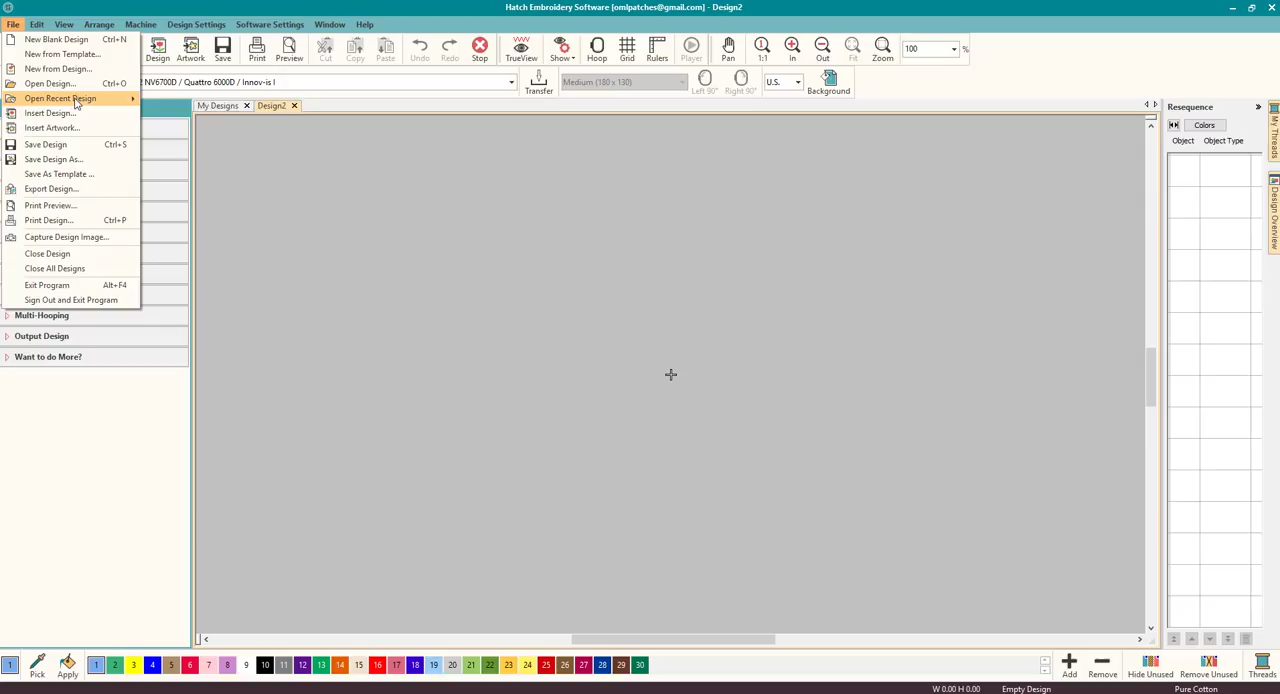 Hatch Embroidery Software [omlpatches@gmail.com] - Design2
File Edit View Arrange Machine Design Settings Software Settings Window Help
New Blank Design Ctrl+N
New from Template...
New from Design...
Open Design... Ctrl+O
Open Recent Design
Insert Design...
Insert Artwork...
Save Design Ctrl+S
Save Design As...
Save As Template ...
Export Design...
Print Preview...
Print Design... Ctrl+P
Capture Design Image...
Close Design
Close All Designs
Exit Program Alt+F4
Sign Out and Exit Program
Design Artwork Save Print Preview Cut Copy Paste Undo Redo Stop TrueView Show Hoop Grid Rulers Player Pan 1:1 In Out Fit Zoom 100 %
NV6700D / Quattro 6000D / Innov-is I Transfer Medium (180 x 130) Left 90° Right 90° U.S. Background
My Designs Design2
Multi-Hooping
Output Design
Want to do More?
Resequence
Colors
Object Object Type
My Threads
Design Overview
1 Pick Apply 1 2 3 4 5 6 7 8 9 10 11 12 13 14 15 16 17 18 19 20 21 22 23 24 25 26 27 28 29 30 Add Remove Hide Unused Remove Unused Threads
W 0.00 H 0.00 Empty Design Pure Cotton